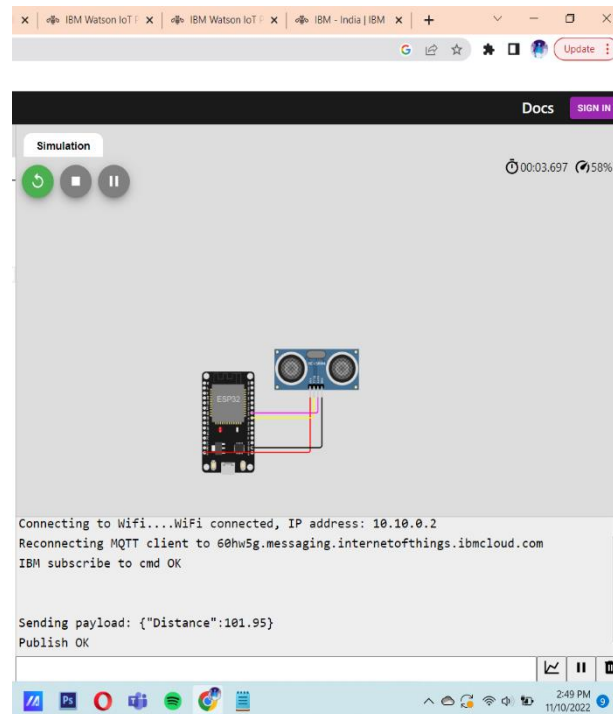 IBM Watson IoT P
IBM Watson IoT P
IBM - India | IBM
Update
Docs
SIGN IN
Simulation
00:03.697
58%
ESP32
Connecting to Wifi....WiFi connected, IP address: 10.10.0.2
Reconnecting MQTT client to 60hw5g.messaging.internetofthings.ibmcloud.com
IBM subscribe to cmd OK
Sending payload: {"Distance":101.95}
Publish OK
Ps
2:49 PM
9
11/10/2022